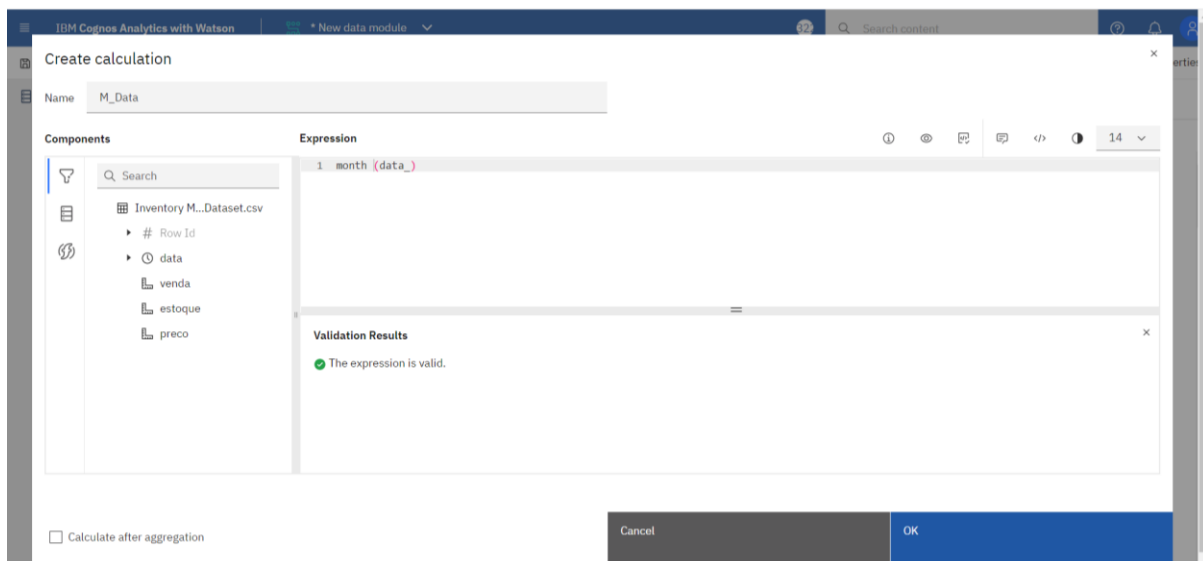 IBM Cognos Analytics with Watson
* New data module
Search content
Create calculation
erties
Name
M_Data
Components
Expression
14
Search
1 month (data_)
Inventory M...Dataset.csv
# Row Id
data
venda
estoque
preco
Validation Results
The expression is valid.
Calculate after aggregation
Cancel
OK